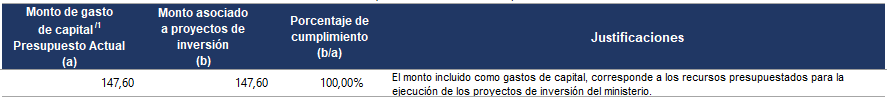 Monto de gasto
de capital /1
Presupuesto Actual
(a)
Monto asociado
a proyectos de
inversión
(b)
Porcentaje de
cumplimiento
(b/a)
Justificaciones
147,60
147,60
100,00%
El monto incluido como gastos de capital, corresponde a los recursos presupuestados para la
ejecución de los proyectos de inversión del ministerio.